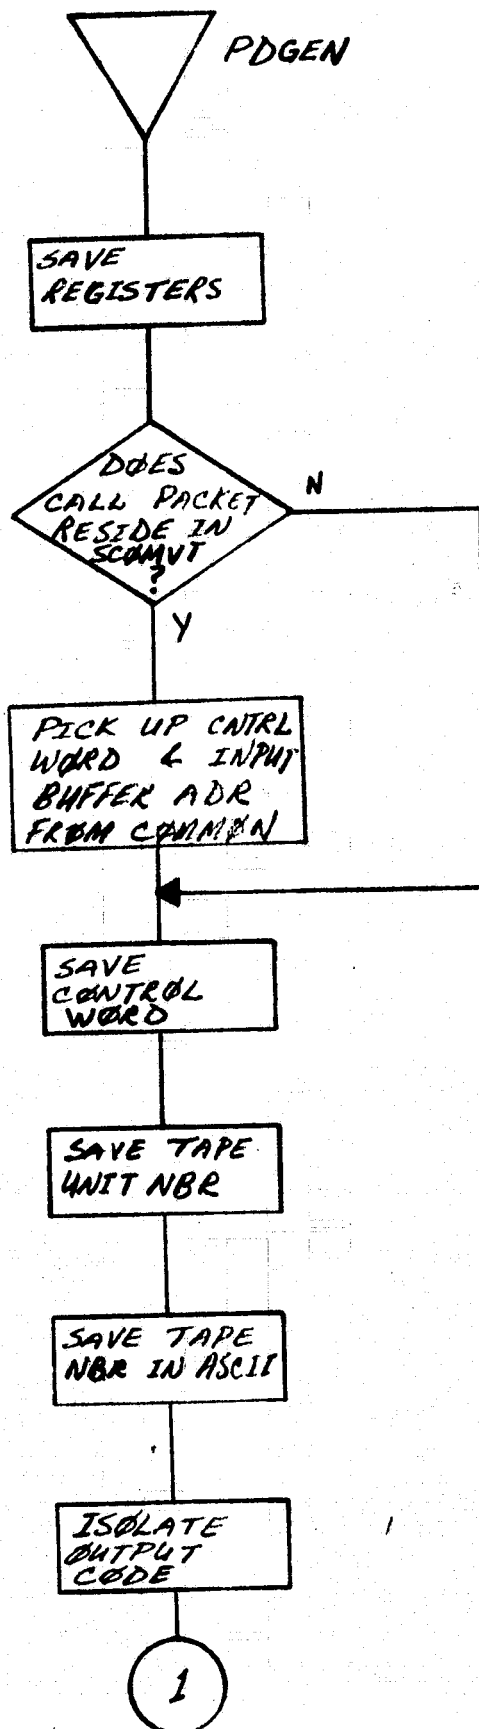 PDGEN
SAVE
REGISTERS
DØES
CALL PACKET
RESIDE IN
SCØMVT
?
N
Y
PICK UP CNTRL
WØRD & INPUT
BUFFER ADR
FRØM CØMMØN
SAVE
CØNTRØL
WØRD
SAVE TAPE
UNIT NBR
SAVE TAPE
NBR IN ASCII
ISØLATE
ØUTPUT
CØDE
1